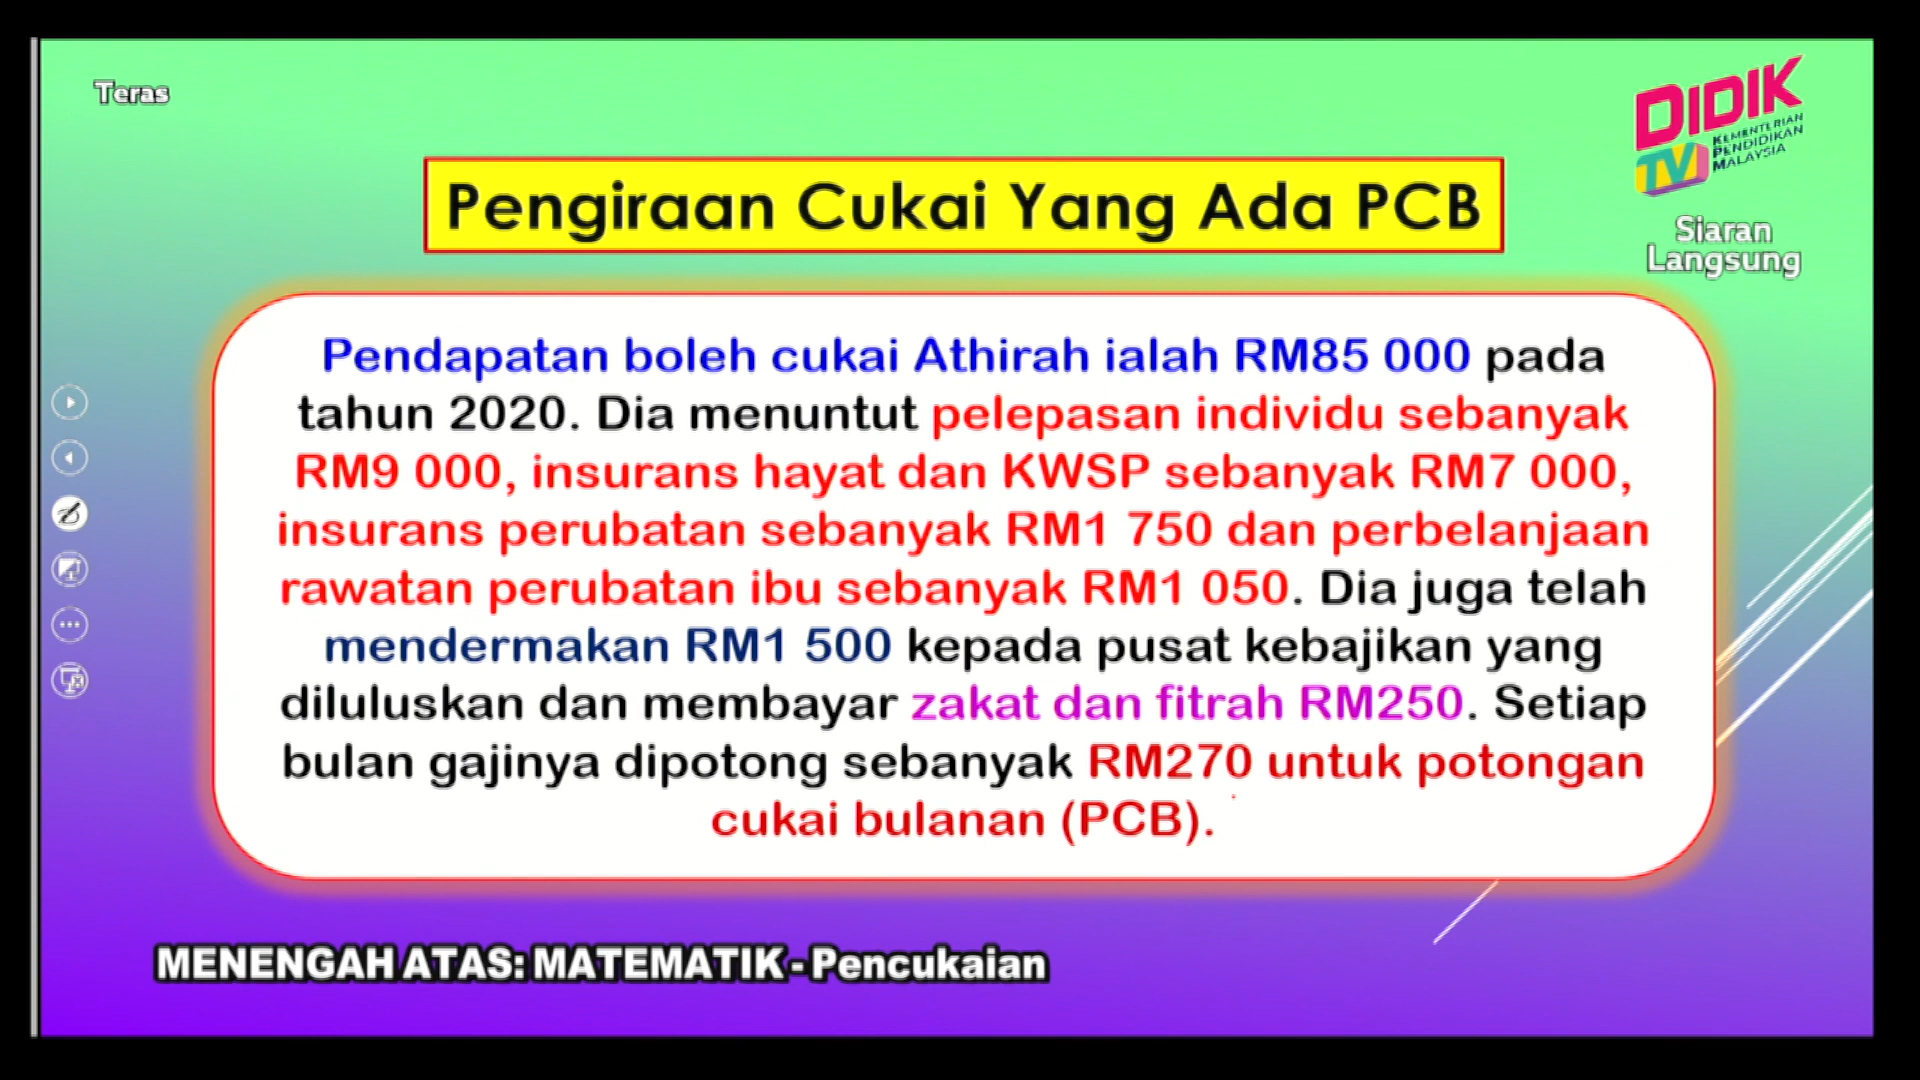 Teras
DIDIK
TV
KEMENTERIAN
PENDIDIKAN
MALAYSIA
Siaran
Langsung
Pengiraan Cukai Yang Ada PCB
Pendapatan boleh cukai Athirah ialah RM85 000 pada
tahun 2020. Dia menuntut pelepasan individu sebanyak
RM9 000, insurans hayat dan KWSP sebanyak RM7 000,
insurans perubatan sebanyak RM1 750 dan perbelanjaan
rawatan perubatan ibu sebanyak RM1 050. Dia juga telah
mendermakan RM1 500 kepada pusat kebajikan yang
diluluskan dan membayar zakat dan fitrah RM250. Setiap
bulan gajinya dipotong sebanyak RM270 untuk potongan
cukai bulanan (PCB).
MENENGAH ATAS: MATEMATIK - Pencukaian